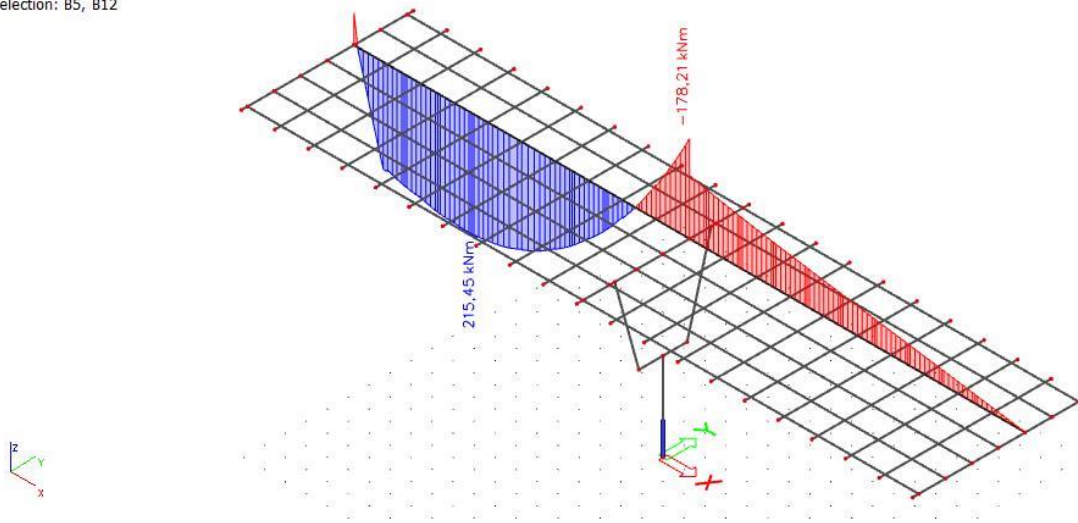 election: B5, B12
-178,21 kNm
215,45 kNm
Y
X
Z
Y
X